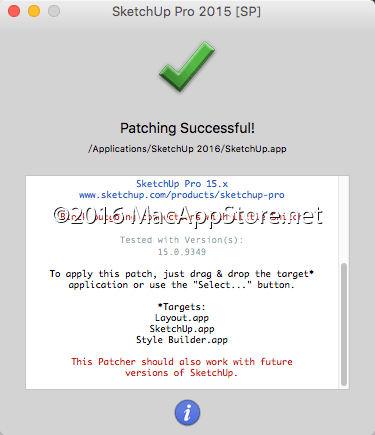 SketchUp Pro 2015 [SP]
Patching Successful!
/Applications/SketchUp 2016/SketchUp.app
SketchUp Pro 15.x
www.sketchup.com/products/sketchup-pro
©2016 MacAppStore.net
Tested with Version(s):
15.0.9349
To apply this patch, just drag & drop the target*
application or use the "Select..." button.
*Targets:
Layout.app
SketchUp.app
Style Builder.app
This Patcher should also work with future
versions of SketchUp.
i